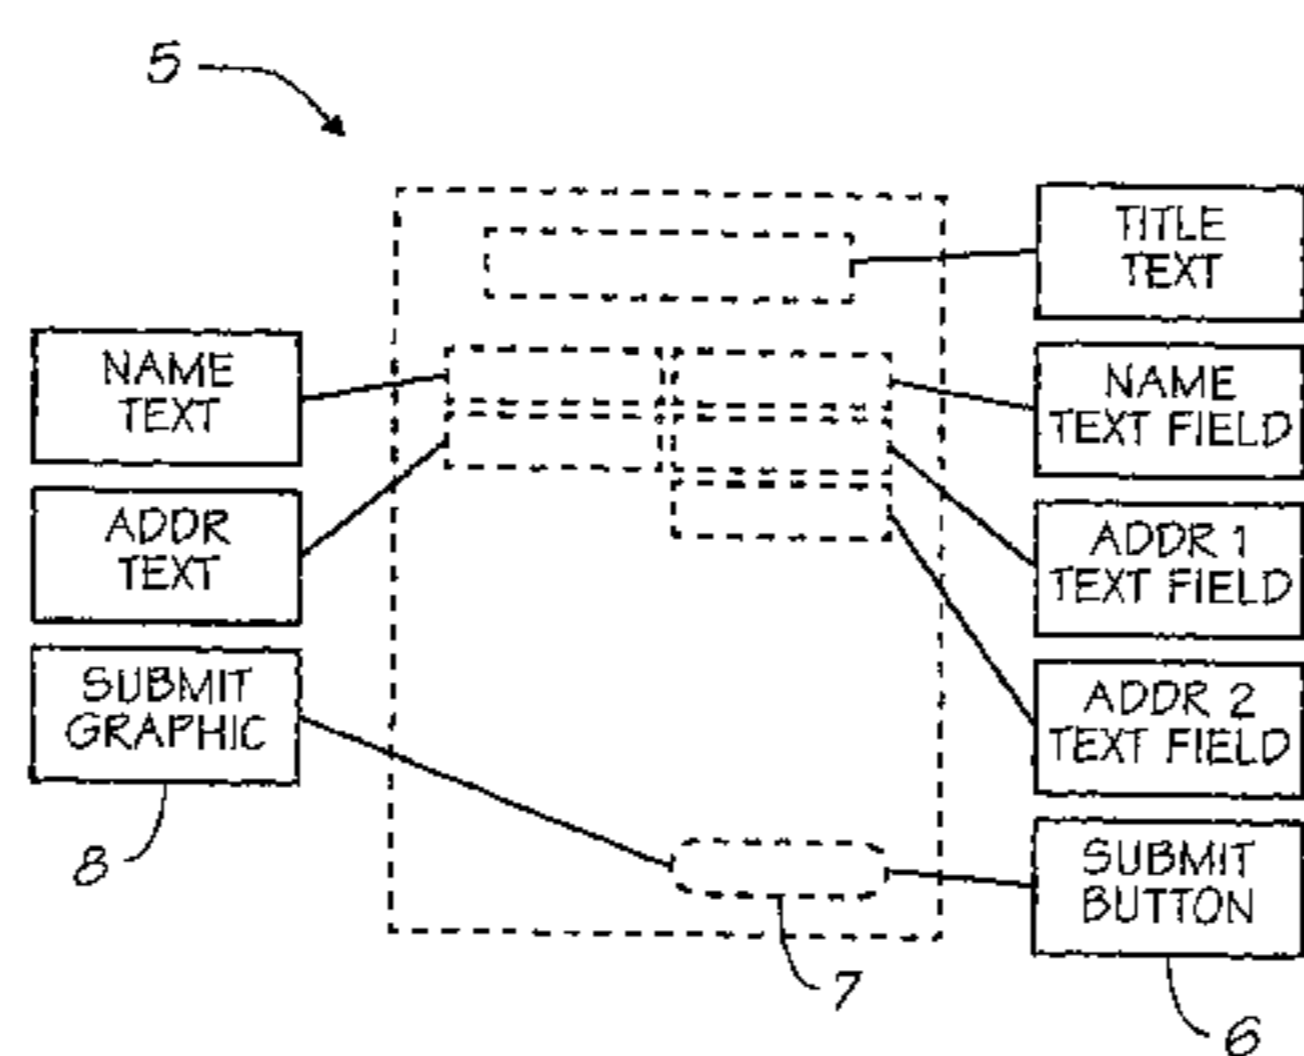 5
TITLE
TEXT
NAME
TEXT
NAME
TEXT FIELD
ADDR
TEXT
ADDR 1
TEXT FIELD
SUBMIT
GRAPHIC
ADDR 2
TEXT FIELD
8
SUBMIT
BUTTON
7
6